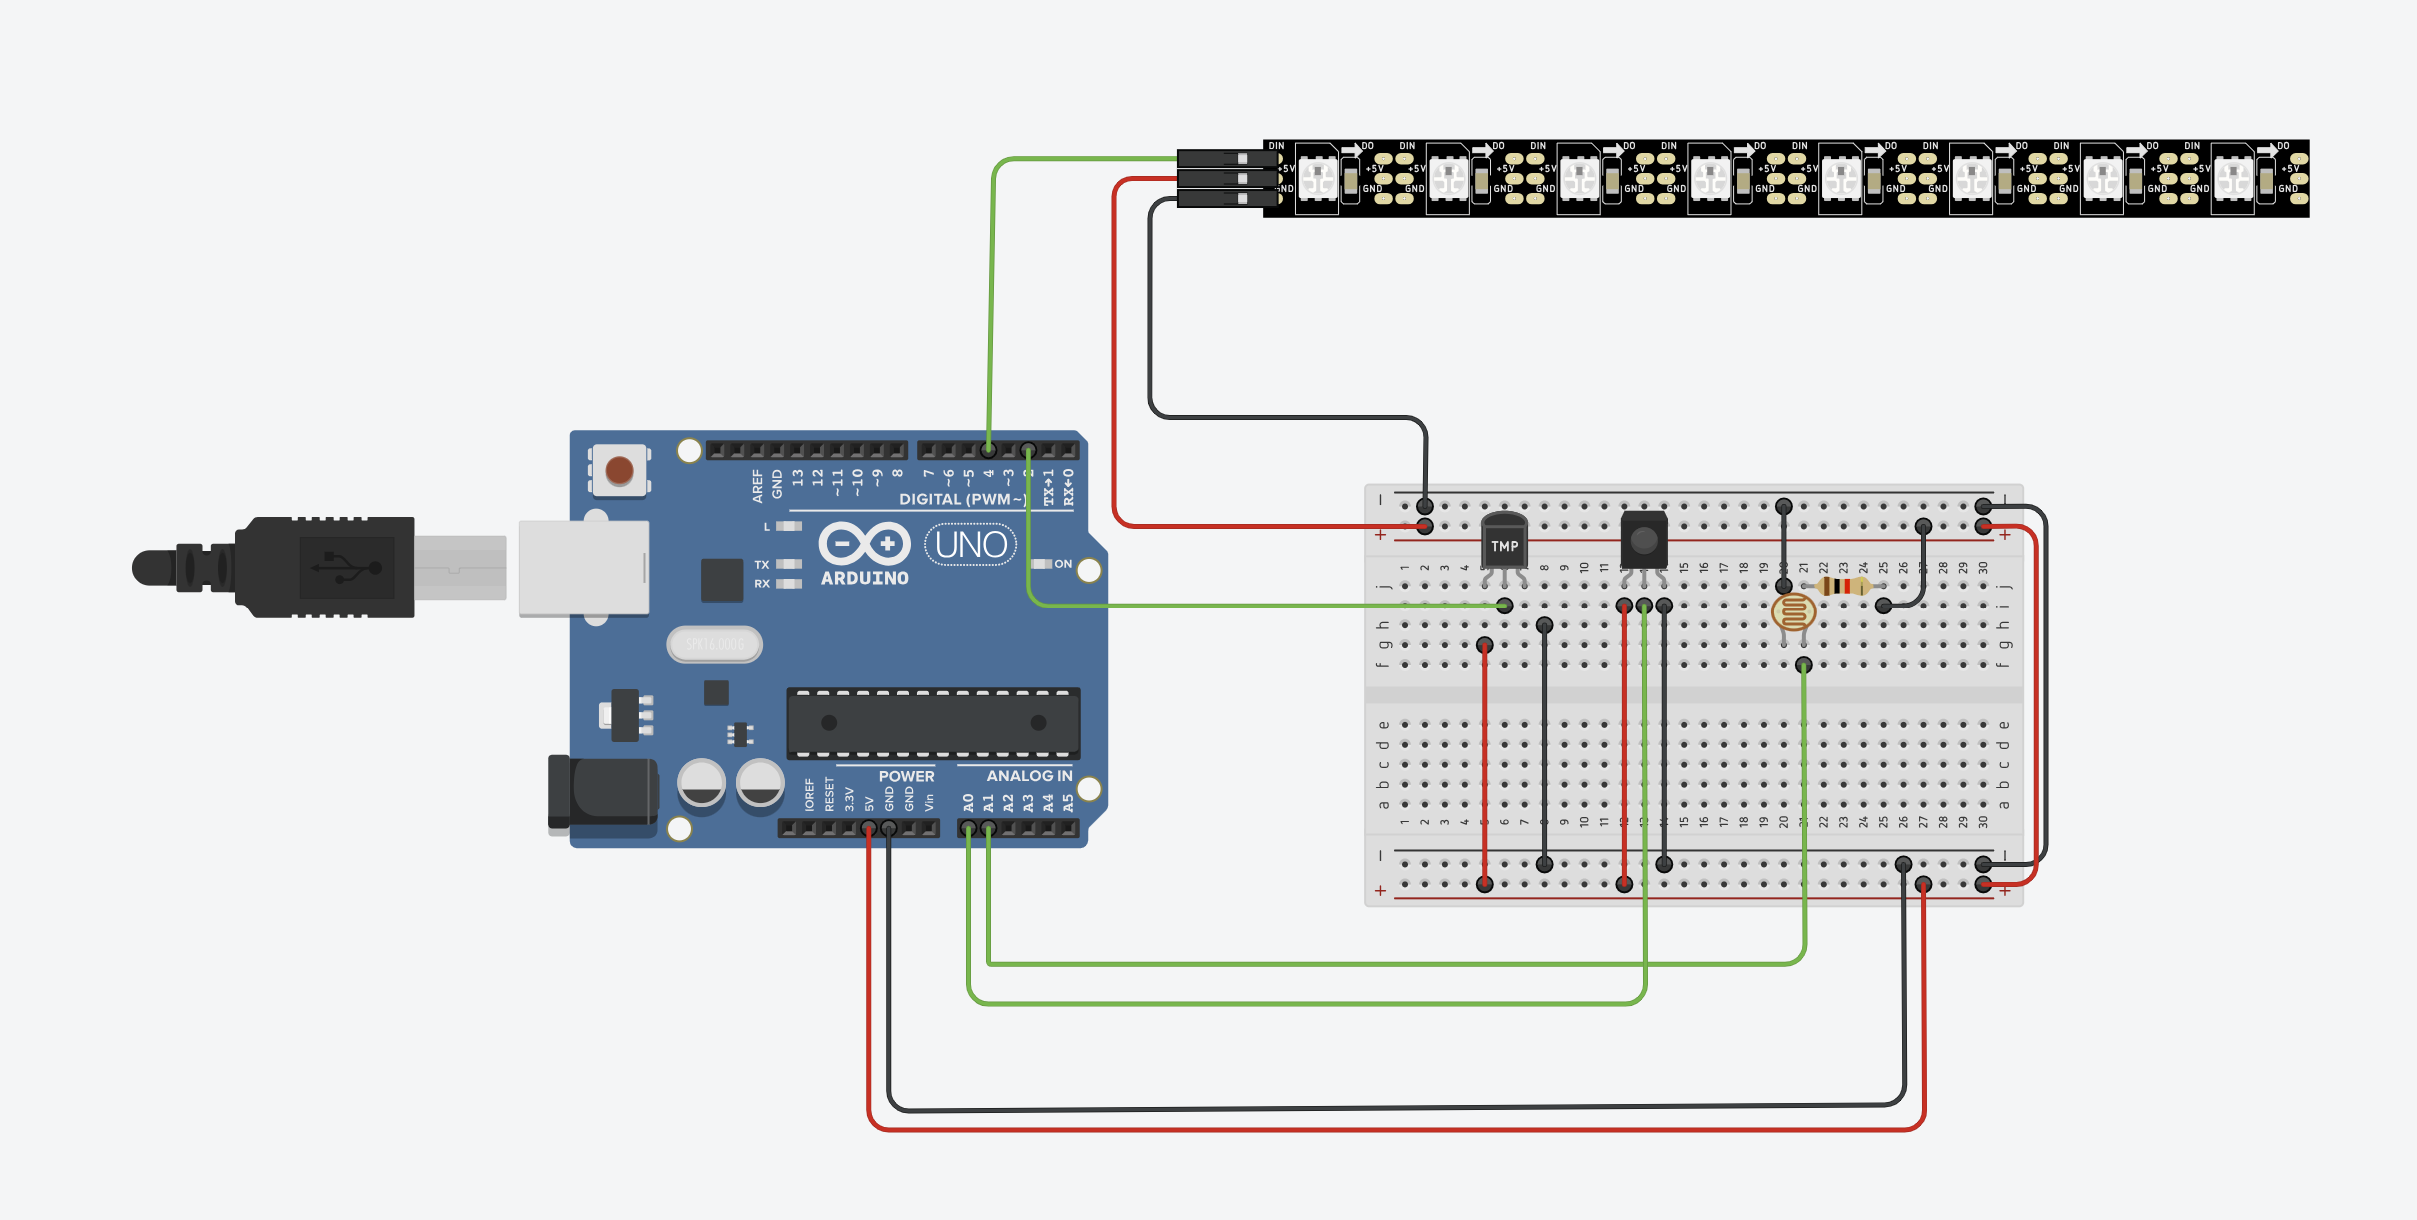 DIN DO DIN DO DIN DO DIN DO DIN DO DIN DO DIN DO DIN DO
+5V +5V +5V +5V +5V +5V +5V +5V +5V +5V +5V +5V +5V +5V +5V +5V
GND GND GND GND GND GND GND GND GND GND GND GND GND GND GND GND
AREF GND 13 12 ~11 ~10 ~9 8 7 ~6 ~5 4 ~3 2 TX→1 RX←0
DIGITAL (PWM~)
L
TX
RX
UNO
ON
ARDUINO
SPK16.000G
POWER
ANALOG IN
IOREF RESET 3.3V 5V GND GND Vin A0 A1 A2 A3 A4 A5
− −
+ +
TMP
1 2 3 4 5 6 7 8 9 10 11 12 13 14 15 16 17 18 19 20 21 22 23 24 25 26 27 28 29 30
j j
i i
h h
g g
f f
e e
d d
c c
b b
a a
1 2 3 4 5 6 7 8 9 10 11 12 13 14 15 16 17 18 19 20 21 22 23 24 25 26 27 28 29 30
− −
+ +